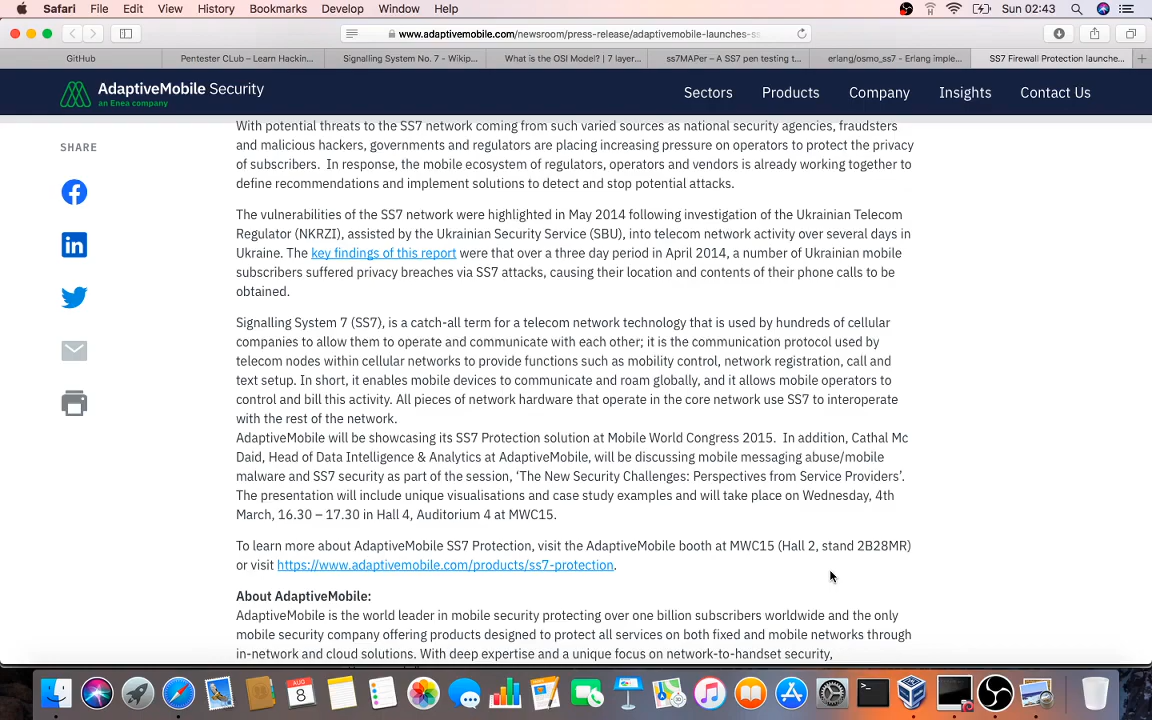 Safari File Edit View History Bookmarks Develop Window Help Sun 02:43
www.adaptivemobile.com/newsroom/press-release/adaptivemobile-launches-ss
GitHub Pentester CLub – Learn Hackin... Signalling System No. 7 - Wikip... What is the OSI Model? | 7 layer... ss7MAPer – A SS7 pen testing t... erlang/osmo_ss7 - Erlang imple... SS7 Firewall Protection launche...
AdaptiveMobile Security
an Enea company
Sectors Products Company Insights Contact Us
SHARE
With potential threats to the SS7 network coming from such varied sources as national security agencies, fraudsters
and malicious hackers, governments and regulators are placing increasing pressure on operators to protect the privacy
of subscribers. In response, the mobile ecosystem of regulators, operators and vendors is already working together to
define recommendations and implement solutions to detect and stop potential attacks.
The vulnerabilities of the SS7 network were highlighted in May 2014 following investigation of the Ukrainian Telecom
Regulator (NKRZI), assisted by the Ukrainian Security Service (SBU), into telecom network activity over several days in
Ukraine. The key findings of this report were that over a three day period in April 2014, a number of Ukrainian mobile
subscribers suffered privacy breaches via SS7 attacks, causing their location and contents of their phone calls to be
obtained.
Signalling System 7 (SS7), is a catch-all term for a telecom network technology that is used by hundreds of cellular
companies to allow them to operate and communicate with each other; it is the communication protocol used by
telecom nodes within cellular networks to provide functions such as mobility control, network registration, call and
text setup. In short, it enables mobile devices to communicate and roam globally, and it allows mobile operators to
control and bill this activity. All pieces of network hardware that operate in the core network use SS7 to interoperate
with the rest of the network.
AdaptiveMobile will be showcasing its SS7 Protection solution at Mobile World Congress 2015. In addition, Cathal Mc
Daid, Head of Data Intelligence & Analytics at AdaptiveMobile, will be discussing mobile messaging abuse/mobile
malware and SS7 security as part of the session, ‘The New Security Challenges: Perspectives from Service Providers’.
The presentation will include unique visualisations and case study examples and will take place on Wednesday, 4th
March, 16.30 – 17.30 in Hall 4, Auditorium 4 at MWC15.
To learn more about AdaptiveMobile SS7 Protection, visit the AdaptiveMobile booth at MWC15 (Hall 2, stand 2B28MR)
or visit https://www.adaptivemobile.com/products/ss7-protection.
About AdaptiveMobile:
AdaptiveMobile is the world leader in mobile security protecting over one billion subscribers worldwide and the only
mobile security company offering products designed to protect all services on both fixed and mobile networks through
in-network and cloud solutions. With deep expertise and a unique focus on network-to-handset security,
AUG
8